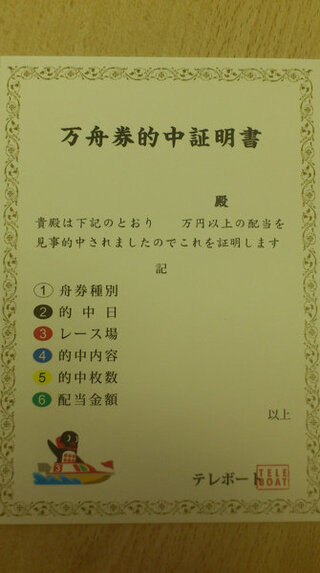 万舟券的中証明書
殿
貴殿は下記のとおり　　万円以上の配当を
見事的中されましたのでこれを証明します
記
1 舟券種別
2 的中日
3 レース場
4 的中内容
5 的中枚数
6 配当金額
以上
3
テレボート TELE BOAT